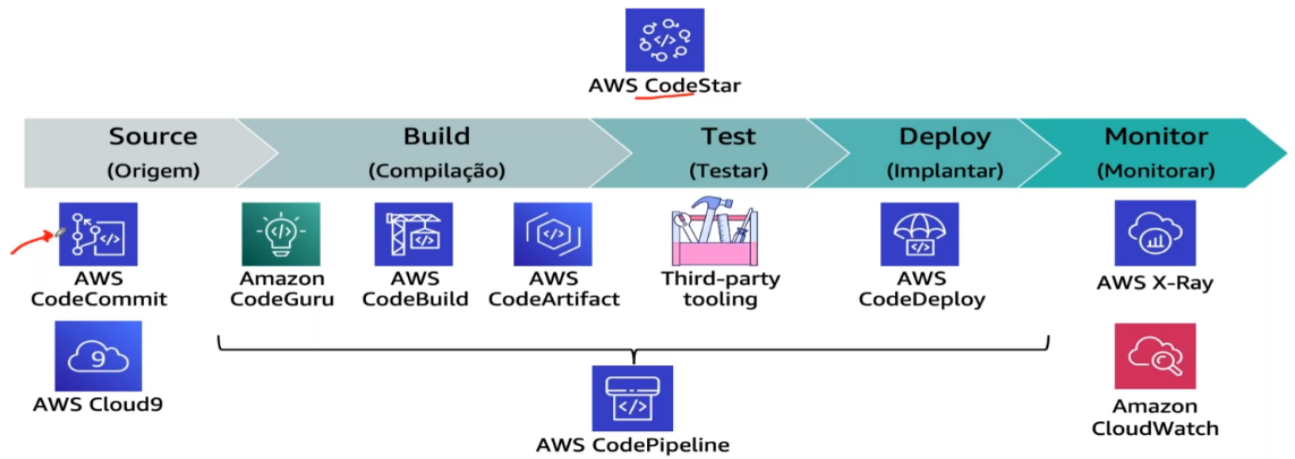 AWS CodeStar
Source
(Origem)
Build
(Compilação)
Test
(Testar)
Deploy
(Implantar)
Monitor
(Monitorar)
AWS
CodeCommit
Amazon
CodeGuru
AWS
CodeBuild
AWS
CodeArtifact
Third-party
tooling
AWS
CodeDeploy
AWS X-Ray
9
AWS Cloud9
AWS CodePipeline
Amazon
CloudWatch